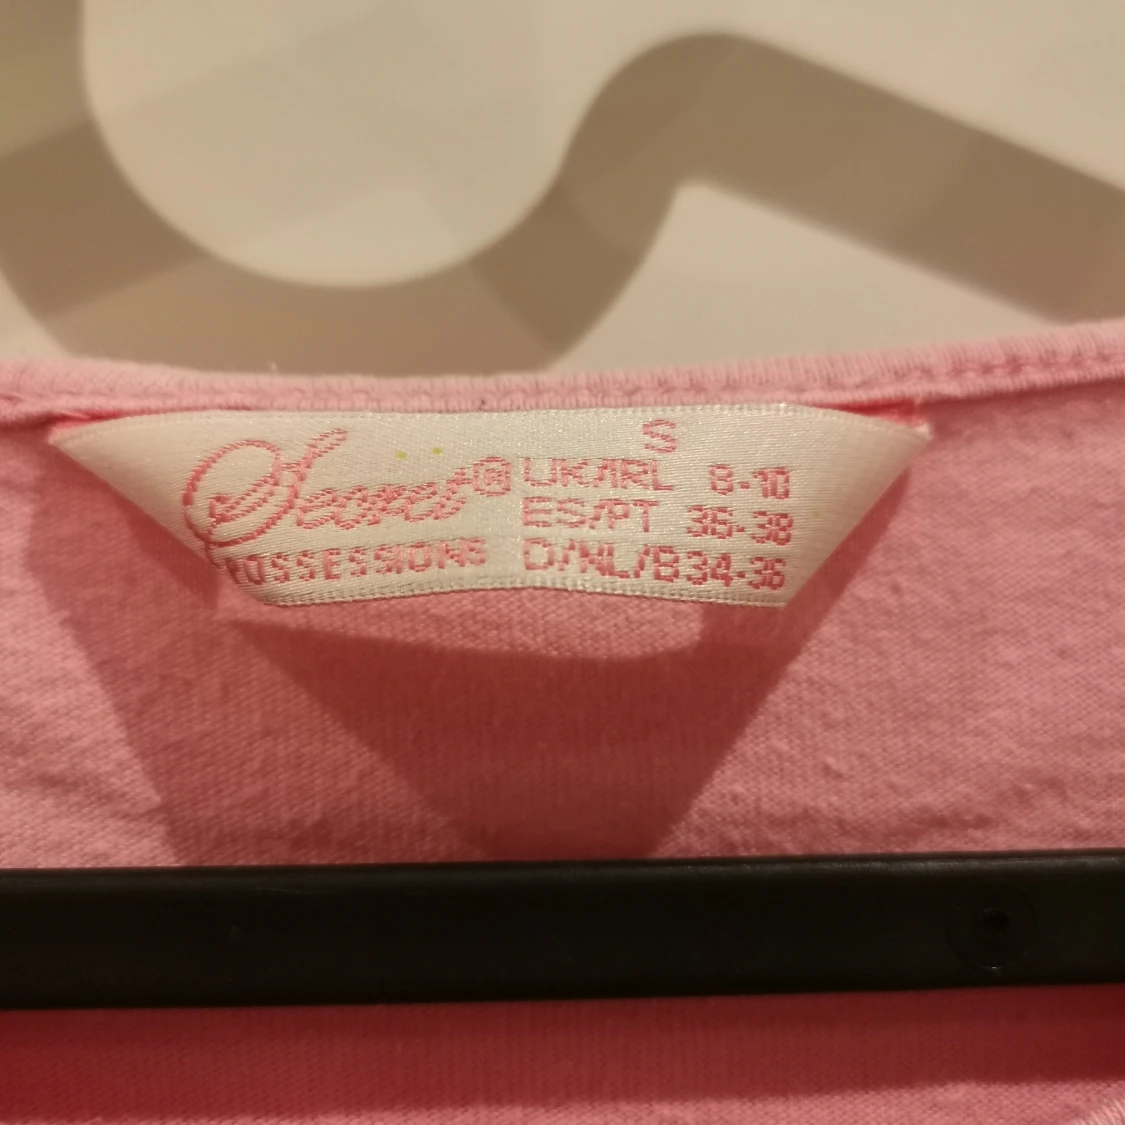 S
Secret® UK/IRL 8-10
ES/PT 36-38
POSSESSIONS D/NL/B 34-36